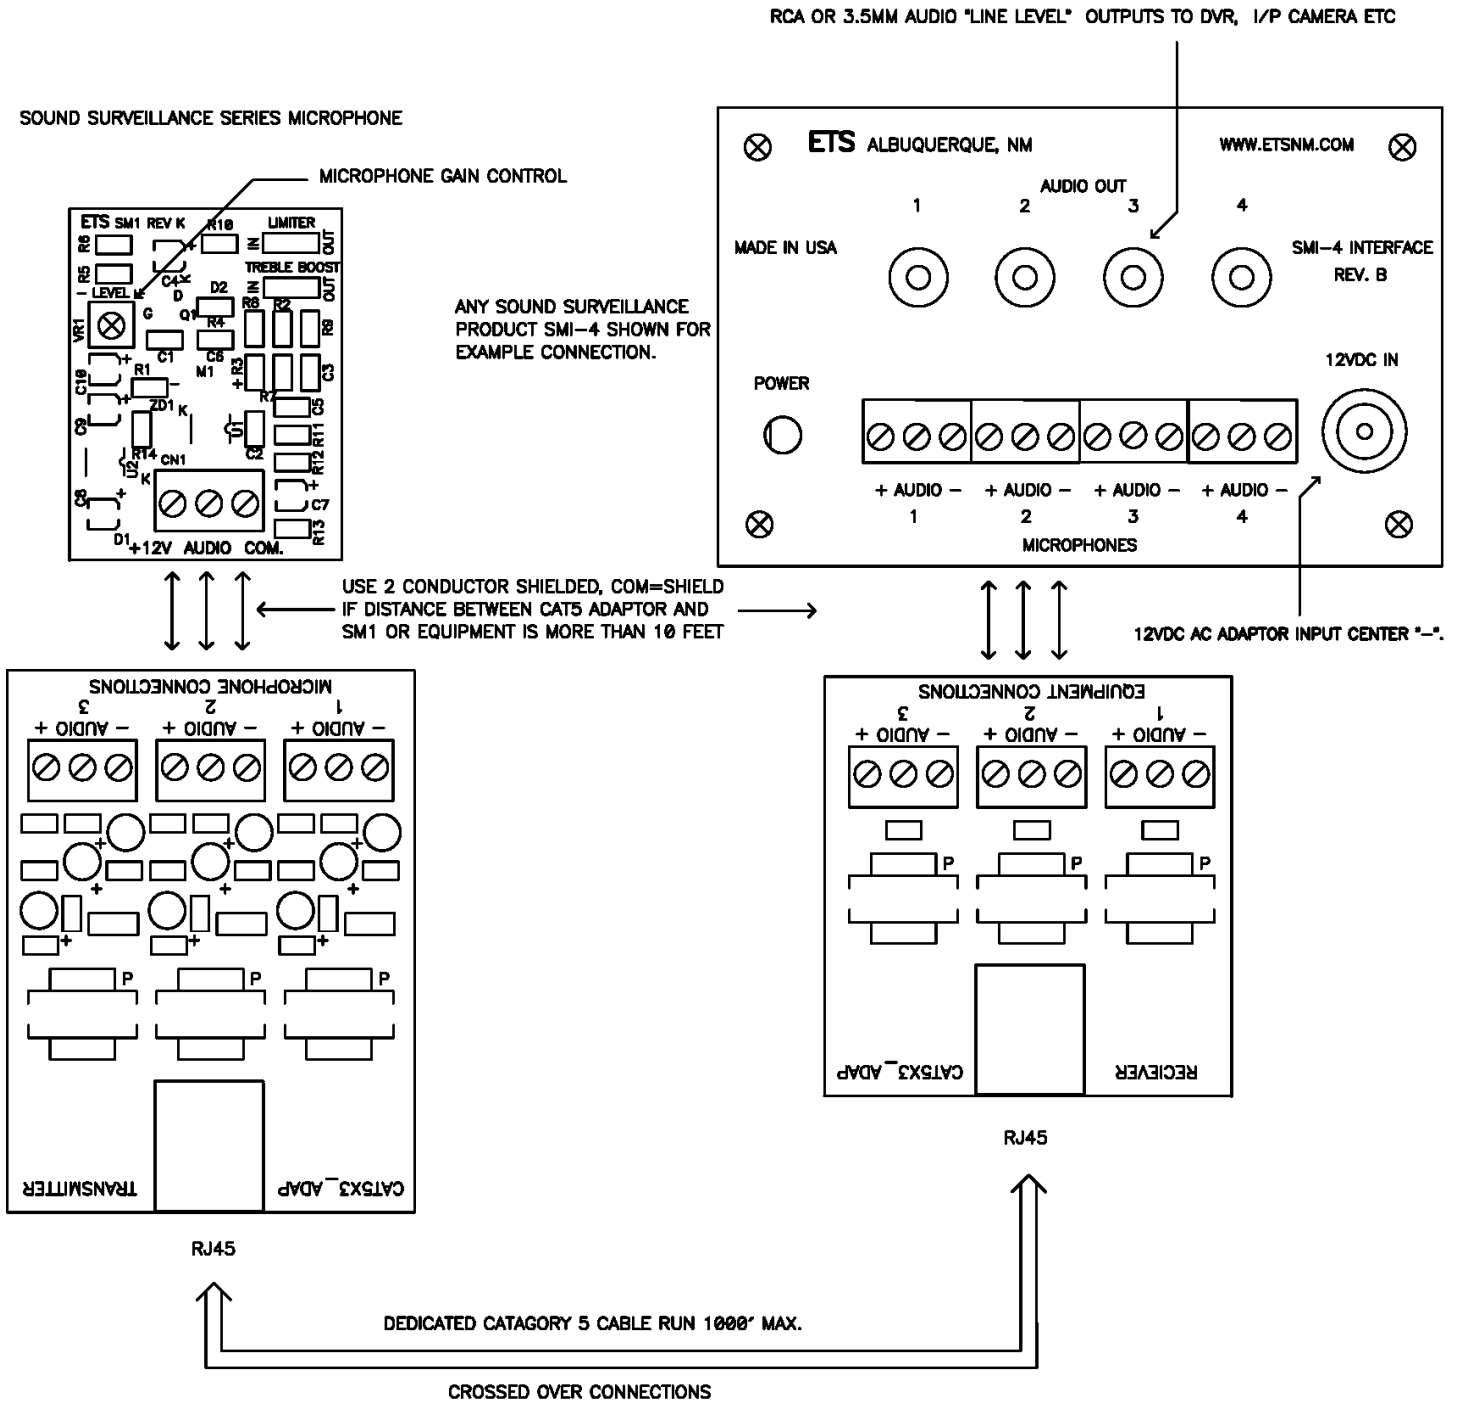 RCA OR 3.5MM AUDIO "LINE LEVEL" OUTPUTS TO DVR, I/P CAMERA ETC
SOUND SURVEILLANCE SERIES MICROPHONE
MICROPHONE GAIN CONTROL
ETS SM1 REV K
R10
LIMITER
R6
+
IN
OUT
R5
C4
K
TREBLE BOOST
- LEVEL
D
D2
IN
OUT
G
Q1
R8
R2
VR1
R4
R9
C1
C6
C10
+
R1
M1
+
R3
C3
-
ZD1
K
R7
C5
C9
+
U1
R11
R14
U2
C2
R12
K
CN1
C8
+
+
C7
D1
R13
+12V AUDIO COM.
ETS ALBUQUERQUE, NM
WWW.ETSNM.COM
AUDIO OUT
1 2 3 4
MADE IN USA
SMI-4 INTERFACE
REV. B
ANY SOUND SURVEILLANCE
PRODUCT SMI-4 SHOWN FOR
EXAMPLE CONNECTION.
12VDC IN
POWER
+ AUDIO - + AUDIO - + AUDIO - + AUDIO -
1 2 3 4
MICROPHONES
USE 2 CONDUCTOR SHIELDED, COM=SHIELD
IF DISTANCE BETWEEN CAT5 ADAPTOR AND
SM1 OR EQUIPMENT IS MORE THAN 10 FEET
12VDC AC ADAPTOR INPUT CENTER "-".
MICROPHONE CONNECTIONS
3 2 1
+ AUDIO - + AUDIO - + AUDIO -
+ + +
+ + +
+ + +
P P P
TRANSMITTER
CAT5X3_ADAP
RJ45
EQUIPMENT CONNECTIONS
3 2 1
+ AUDIO - + AUDIO - + AUDIO -
P P P
CAT5X3_ADAP
RECIEVER
RJ45
DEDICATED CATAGORY 5 CABLE RUN 1000' MAX.
CROSSED OVER CONNECTIONS